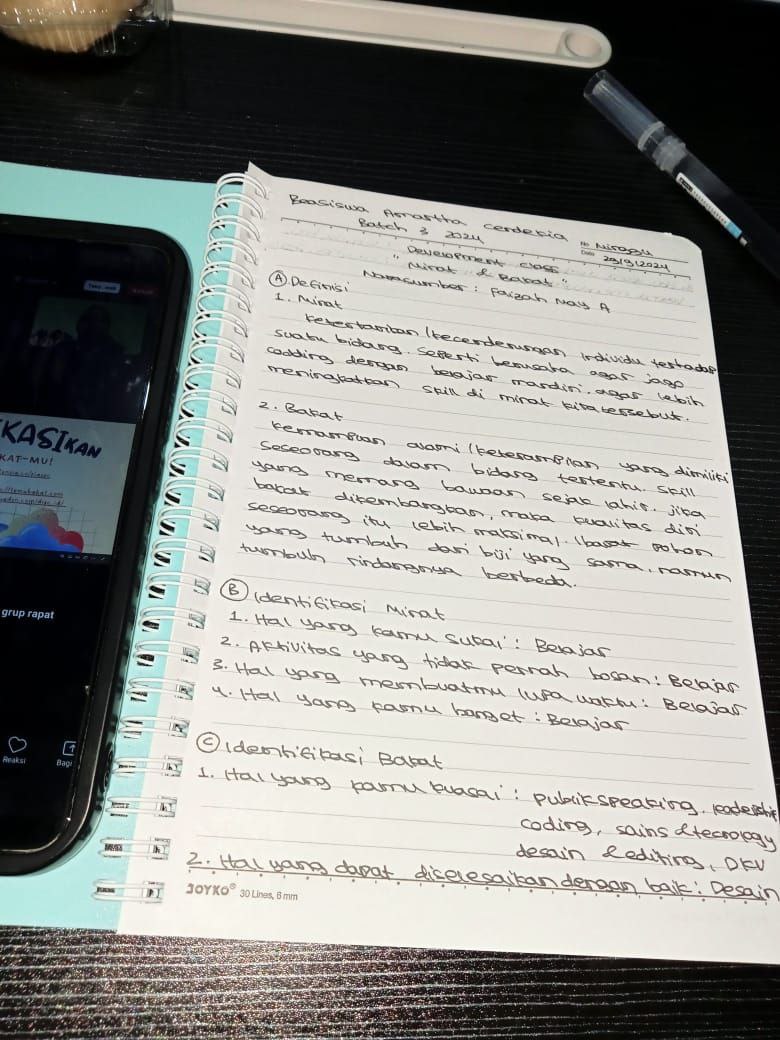 KASIKAN
KAT-MU!
grup rapat
Reaksi
Bagi
Beasiswa Amartha Cendekia
Batch 3 2024
No Minggu
Date 29/9/2024
" Development class
Minat & Bakat "
Narasumber : Faizah Nay A
A Definisi
1. Minat
Ketertarikan / kecenderungan individu terhadap
suatu bidang. Seperti berusaha agar jago
codding dengan belajar mandiri agar lebih
meningkatkan skill di minat kita tersebut.
2. Bakat
Kemampuan alami / keterampilan yang dimiliki
seseorang dalam bidang tertentu. Skill
yang memang bawaan sejak lahir. Jika
bakat dikembangkan, maka kualitas diri
seseorang itu lebih maksimal. Ibarat pohon
yang tumbuh dari biji yang sama, namun
tumbuh rindangnya berbeda.
B Identifikasi Minat
1. Hal yang kamu sukai : Belajar
2. Aktivitas yang tidak pernah bosan : Belajar
3. Hal yang membuatmu lupa waktu : Belajar
4. Hal yang kamu banget : Belajar
C Identifikasi Bakat
1. Hal yang kamu kuasai : publikspeaking, leadership
coding, sains & tecnology
desain & editing, DKV
2. Hal yang dapat diselesaikan dengan baik : Desain
JOYKO® 30 Lines, 6 mm